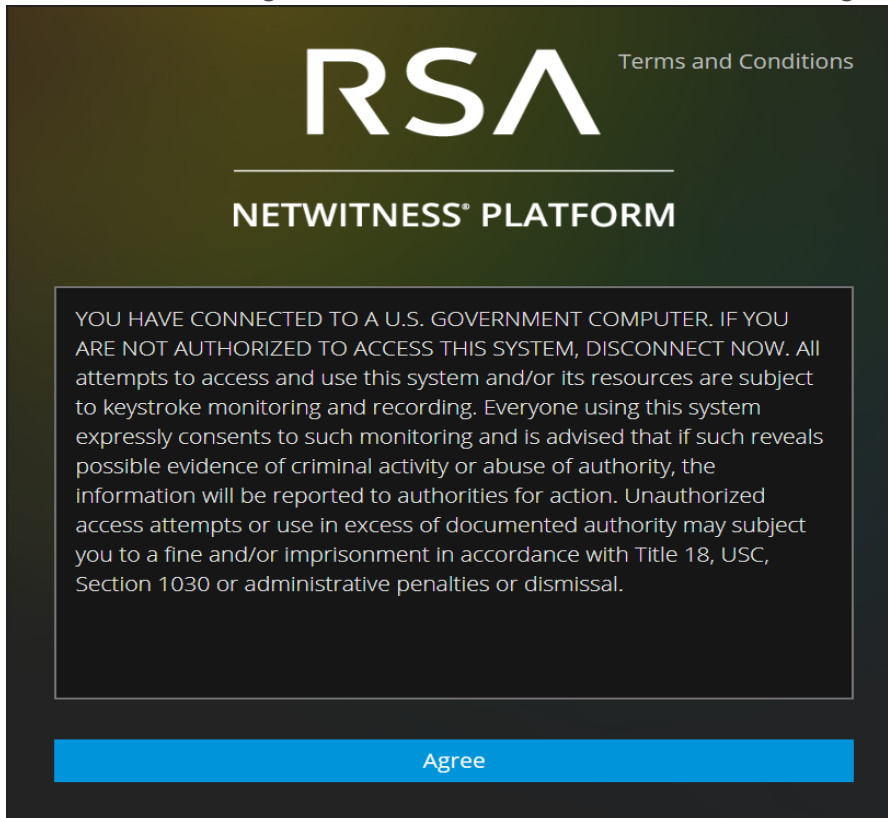 RSA
Terms and Conditions
NETWITNESS® PLATFORM
YOU HAVE CONNECTED TO A U.S. GOVERNMENT COMPUTER. IF YOU
ARE NOT AUTHORIZED TO ACCESS THIS SYSTEM, DISCONNECT NOW. All
attempts to access and use this system and/or its resources are subject
to keystroke monitoring and recording. Everyone using this system
expressly consents to such monitoring and is advised that if such reveals
possible evidence of criminal activity or abuse of authority, the
information will be reported to authorities for action. Unauthorized
access attempts or use in excess of documented authority may subject
you to a fine and/or imprisonment in accordance with Title 18, USC,
Section 1030 or administrative penalties or dismissal.
Agree